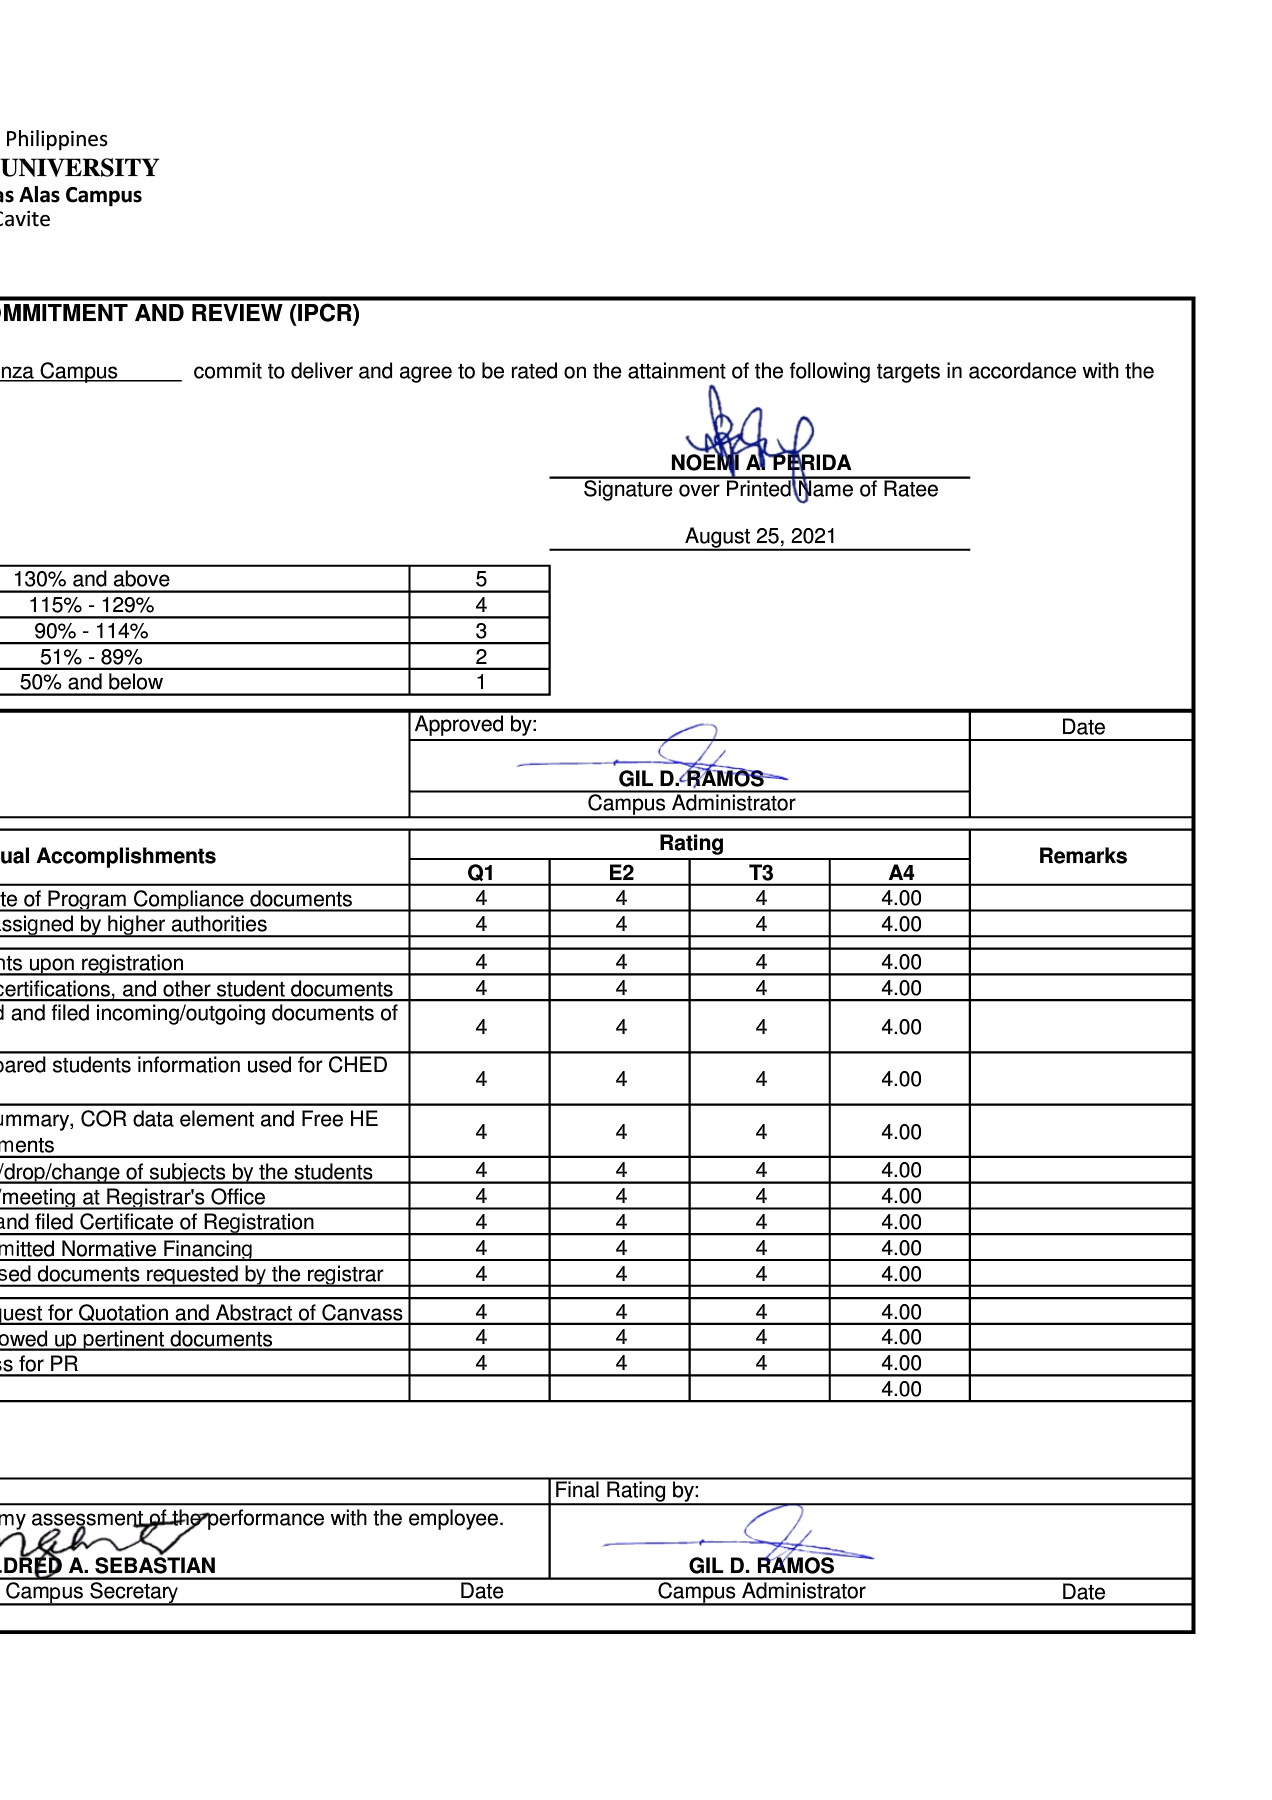 Philippines
UNIVERSITY
as Alas Campus
Cavite
OMMITMENT AND REVIEW (IPCR)
nza Campus commit to deliver and agree to be rated on the attainment of the following targets in accordance with the
NOEMI A. PERIDA
Signature over Printed Name of Ratee
August 25, 2021
130% and above 5
115% - 129% 4
90% - 114% 3
51% - 89% 2
50% and below 1
Approved by: Date
GIL D. RAMOS
Campus Administrator
ual Accomplishments Rating Remarks
Q1 E2 T3 A4
te of Program Compliance documents 4 4 4 4.00
assigned by higher authorities 4 4 4 4.00
nts upon registration 4 4 4 4.00
certifications, and other student documents 4 4 4 4.00
d and filed incoming/outgoing documents of 4 4 4 4.00
pared students information used for CHED 4 4 4 4.00
ummary, COR data element and Free HE
ments 4 4 4 4.00
/drop/change of subjects by the students 4 4 4 4.00
/meeting at Registrar's Office 4 4 4 4.00
and filed Certificate of Registration 4 4 4 4.00
mitted Normative Financing 4 4 4 4.00
sed documents requested by the registrar 4 4 4 4.00
quest for Quotation and Abstract of Canvass 4 4 4 4.00
owed up pertinent documents 4 4 4 4.00
ss for PR 4 4 4 4.00
4.00
Final Rating by:
my assessment of the performance with the employee.
LDRED A. SEBASTIAN GIL D. RAMOS
Campus Secretary Date Campus Administrator Date